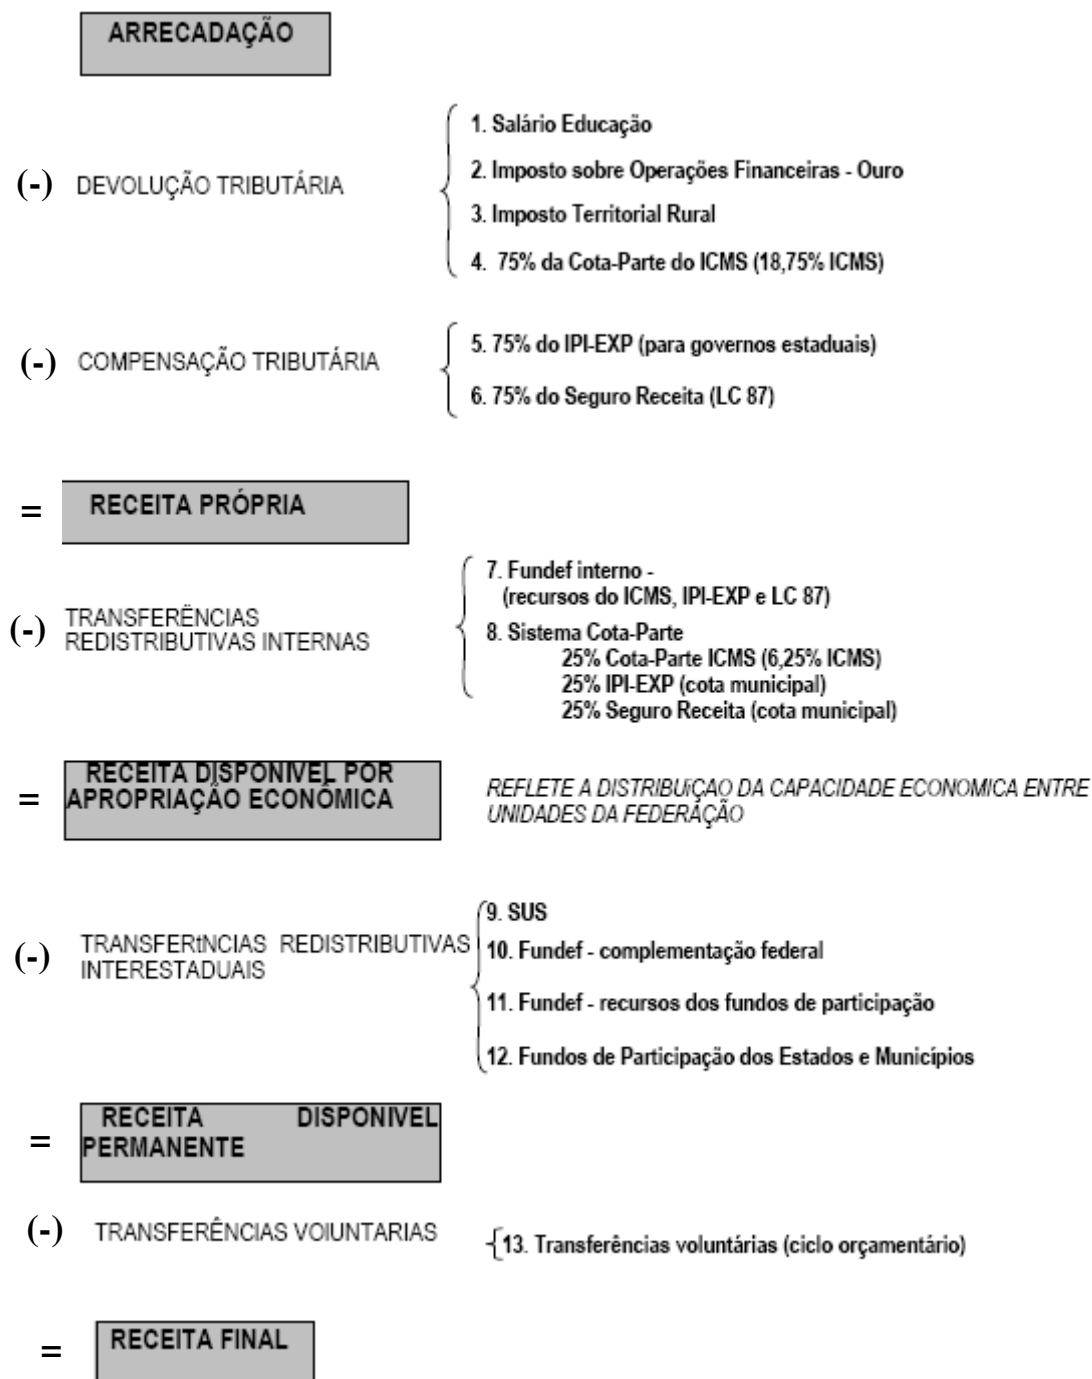 ARRECADAÇÃO
(-) DEVOLUÇÃO TRIBUTÁRIA
1. Salário Educação
2. Imposto sobre Operações Financeiras - Ouro
3. Imposto Territorial Rural
4. 75% da Cota-Parte do ICMS (18,75% ICMS)
(-) COMPENSAÇÃO TRIBUTÁRIA
5. 75% do IPI-EXP (para governos estaduais)
6. 75% do Seguro Receita (LC 87)
= RECEITA PRÓPRIA
(-) TRANSFERÊNCIAS
REDISTRIBUTIVAS INTERNAS
7. Fundef interno -
(recursos do ICMS, IPI-EXP e LC 87)
8. Sistema Cota-Parte
25% Cota-Parte ICMS (6,25% ICMS)
25% IPI-EXP (cota municipal)
25% Seguro Receita (cota municipal)
= RECEITA DISPONIVEL POR
APROPRIAÇÃO ECONÔMICA
REFLETE A DISTRIBUiÇAO DA CAPACIDADE ECONOMICA ENTRE
UNIDADES DA FEDERAÇÃO
(-) TRANSFERtNCIAS REDISTRIBUTIVAS
INTERESTADUAIS
9. SUS
10. Fundef - complementação federal
11. Fundef - recursos dos fundos de participação
12. Fundos de Participação dos Estados e Municípios
= RECEITA DISPONIVEL
PERMANENTE
(-) TRANSFERÊNCIAS VOIUNTARIAS
13. Transferências voluntárias (ciclo orçamentário)
= RECEITA FINAL